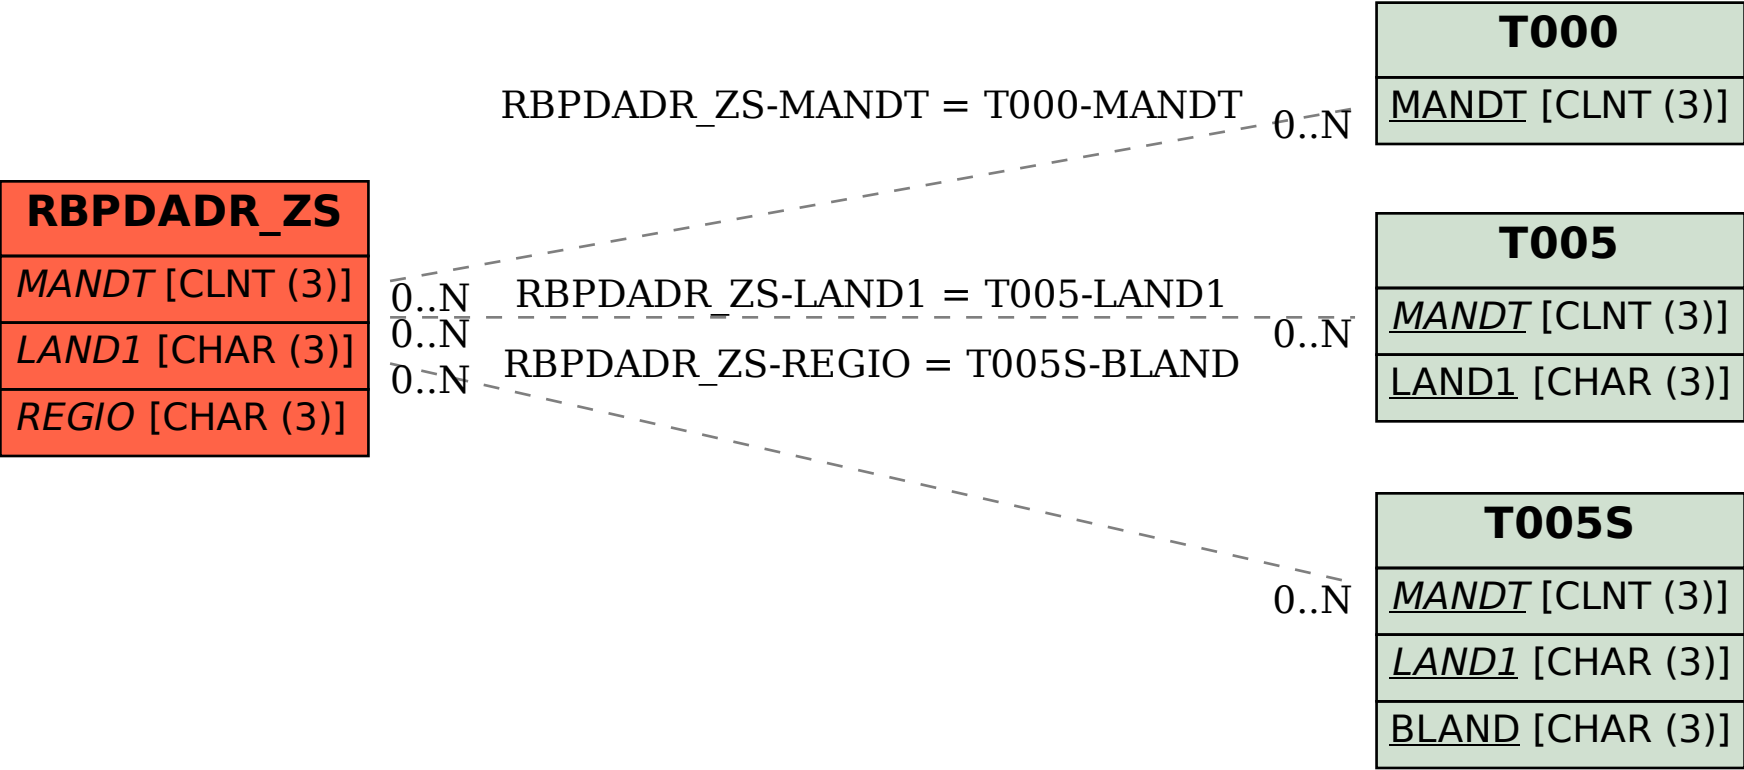 RBPDADR_ZS
MANDT [CLNT (3)]
LAND1 [CHAR (3)]
REGIO [CHAR (3)]
RBPDADR_ZS-MANDT = T000-MANDT
0..N
0..N
RBPDADR_ZS-LAND1 = T005-LAND1
0..N
0..N
RBPDADR_ZS-REGIO = T005S-BLAND
0..N
0..N
T000
MANDT [CLNT (3)]
T005
MANDT [CLNT (3)]
LAND1 [CHAR (3)]
T005S
MANDT [CLNT (3)]
LAND1 [CHAR (3)]
BLAND [CHAR (3)]